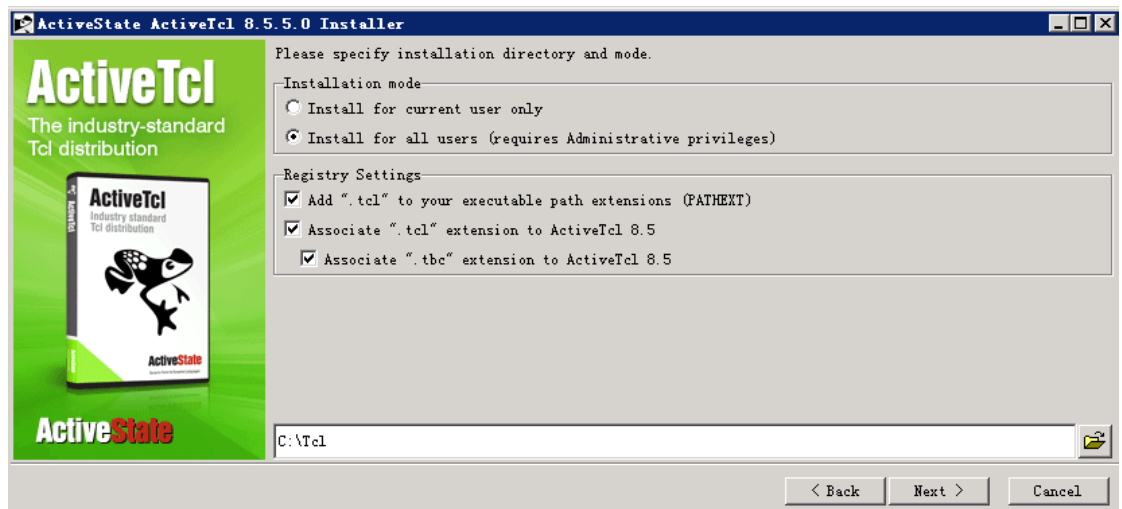 ActiveState ActiveTcl 8.5.5.0 Installer
ActiveTcl
The industry-standard
Tcl distribution
ActiveTcl
Industry standard
Tcl distribution
ActiveState
ActiveState
Please specify installation directory and mode.
Installation mode
Install for current user only
Install for all users (requires Administrative privileges)
Registry Settings
Add ".tcl" to your executable path extensions (PATHEXT)
Associate ".tcl" extension to ActiveTcl 8.5
Associate ".tbc" extension to ActiveTcl 8.5
C:\Tcl
< Back
Next >
Cancel